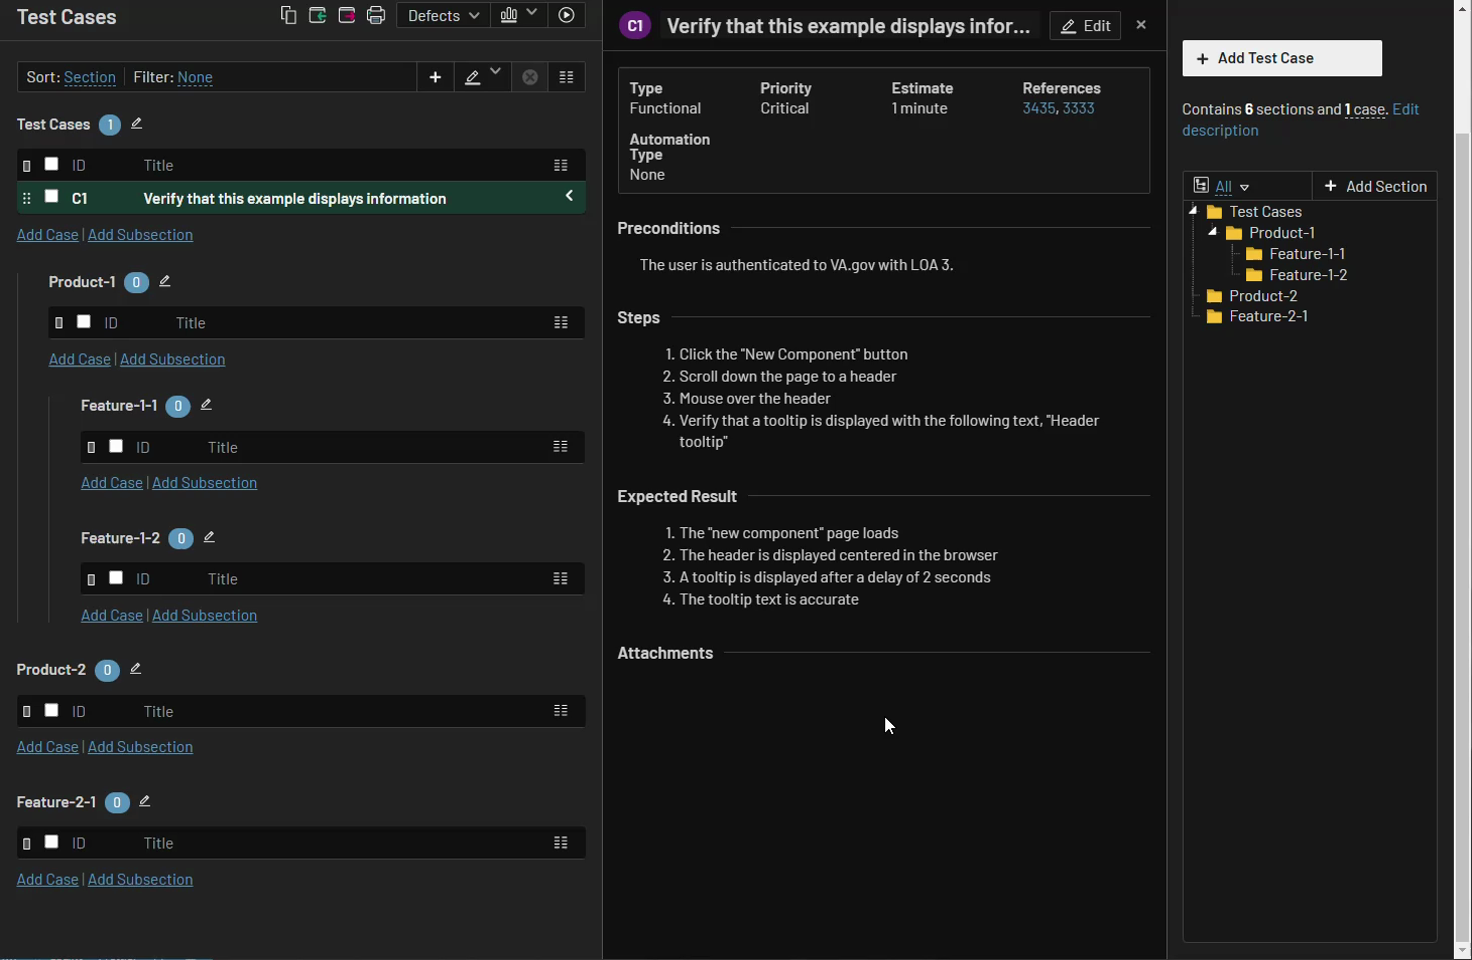 Test Cases
Defects
Sort: Section Filter: None
Test Cases 1
ID Title
C1 Verify that this example displays information
Add Case | Add Subsection
Product-1 0
ID Title
Add Case | Add Subsection
Feature-1-1 0
ID Title
Add Case | Add Subsection
Feature-1-2 0
ID Title
Add Case | Add Subsection
Product-2 0
ID Title
Add Case | Add Subsection
Feature-2-1 0
ID Title
Add Case | Add Subsection
C1 Verify that this example displays infor... Edit
Type Priority Estimate References
Functional Critical 1 minute 3435, 3333
Automation
Type
None
Preconditions
The user is authenticated to VA.gov with LOA 3.
Steps
1. Click the "New Component" button
2. Scroll down the page to a header
3. Mouse over the header
4. Verify that a tooltip is displayed with the following text, "Header
tooltip"
Expected Result
1. The "new component" page loads
2. The header is displayed centered in the browser
3. A tooltip is displayed after a delay of 2 seconds
4. The tooltip text is accurate
Attachments
+ Add Test Case
Contains 6 sections and 1 case. Edit
description
All + Add Section
Test Cases
Product-1
Feature-1-1
Feature-1-2
Product-2
Feature-2-1